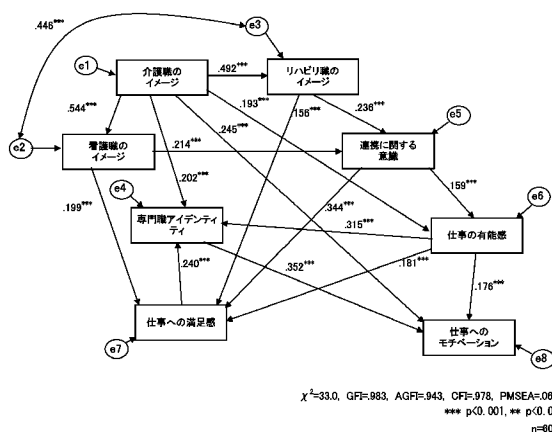 .446***
e3
e1
介護職の
イメージ
.492***
リハビリ職の
イメージ
.544***
.193***
.156***
.236***
e5
e2
看護職の
イメージ
.245***
.214***
連携に関する
意識
.202***
.159***
e4
e6
.199***
専門職アイデンティ
ティ
.344***
.315***
仕事の有能感
.240***
.352***
.181***
.176***
仕事への満足感
仕事への
モチベーション
e7
e8
χ²=33.0, GFI=.983, AGFI=.943, CFI=.978, PMSEA=.06
*** p<0.001, ** p<0.0
n=60